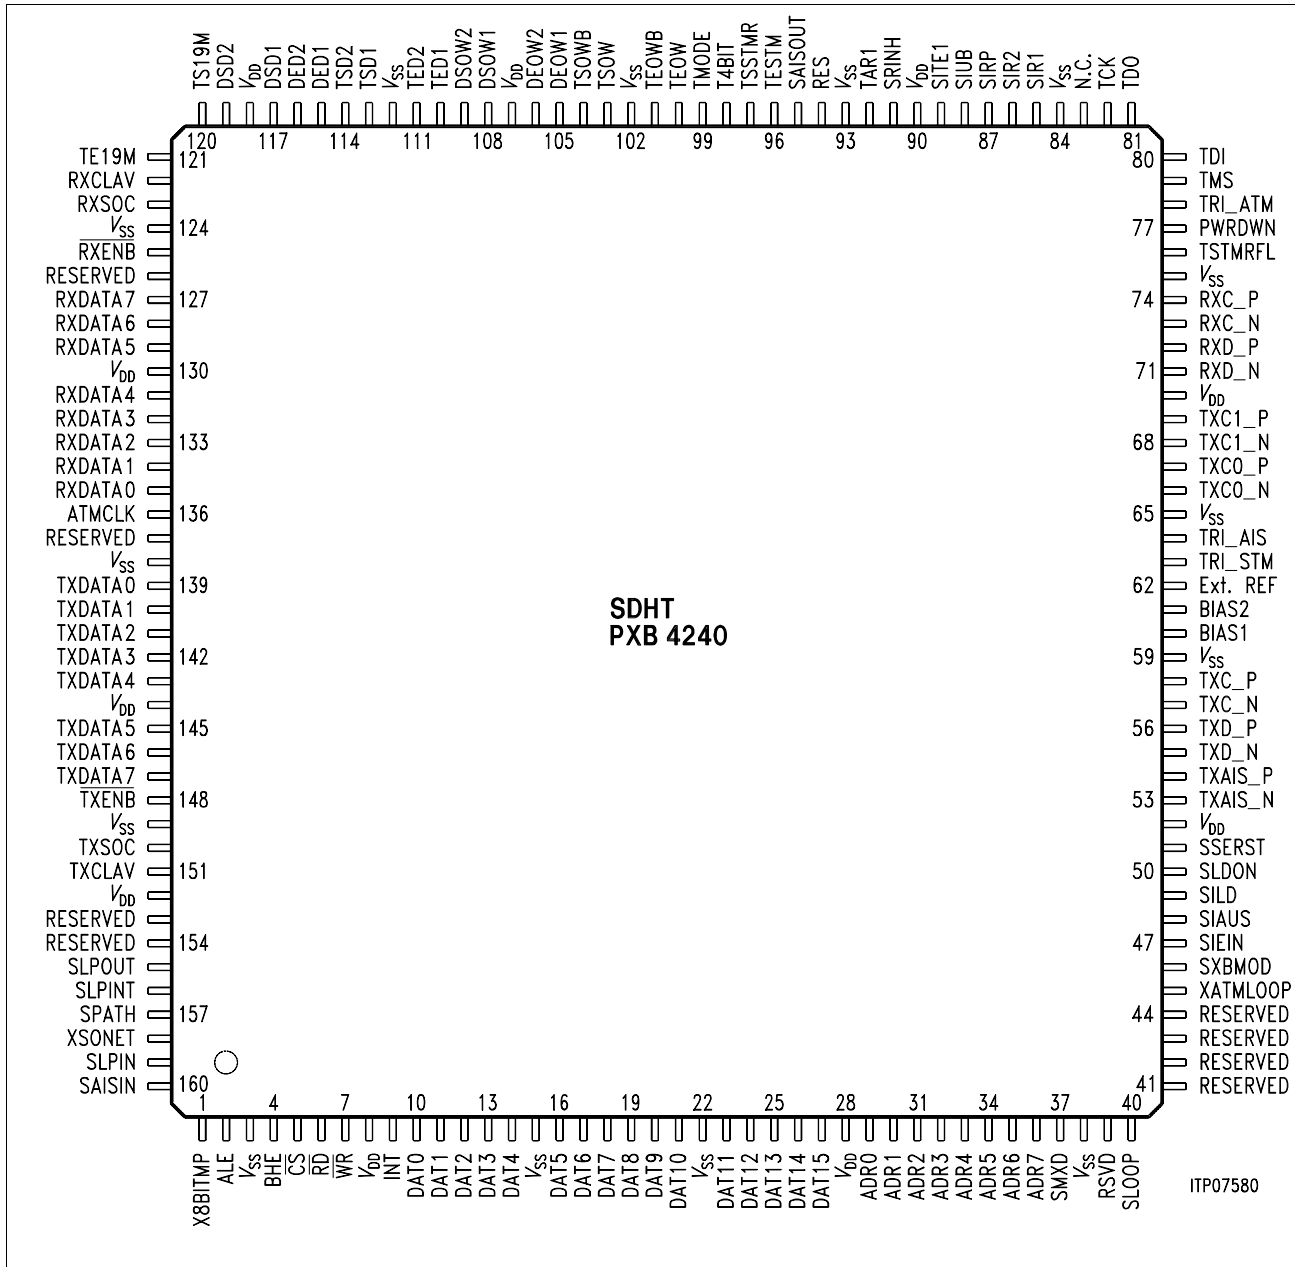 TS19M
DSD2
VDD
DSD1
DED2
DED1
TSD2
TSD1
VSS
TED2
TED1
DSOW2
DSOW1
VDD
DEOW2
DEOW1
TSOWB
TSOW
VSS
TEOWB
TEOW
TMODE
T4BIT
TSSTMR
TESTM
SAISOUT
RES
VSS
TAR1
SRINH
VDD
SITE1
SIUB
SIRP
SIR2
SIR1
VSS
N.C.
TCK
TDO
120 117 114 111 108 105 102 99 96 93 90 87 84 81
TE19M 121 80 TDI
RXCLAV TMS
RXSOC TRI_ATM
VSS 124 77 PWRDWN
RXENB TSTMRFL
RESERVED VSS
RXDATA7 127 74 RXC_P
RXDATA6 RXC_N
RXDATA5 RXD_P
VDD 130 71 RXD_N
RXDATA4 VDD
RXDATA3 TXC1_P
RXDATA2 133 68 TXC1_N
RXDATA1 TXC0_P
RXDATA0 TXC0_N
ATMCLK 136 65 VSS
RESERVED TRI_AIS
VSS TRI_STM
TXDATA0 139 62 Ext. REF
TXDATA1 BIAS2
TXDATA2 BIAS1
TXDATA3 142 59 VSS
TXDATA4 TXC_P
VDD TXC_N
TXDATA5 145 56 TXD_P
TXDATA6 TXD_N
TXDATA7 TXAIS_P
TXENB 148 53 TXAIS_N
VSS VDD
TXSOC SSERST
TXCLAV 151 50 SLDON
VDD SILD
RESERVED SIAUS
RESERVED 154 47 SIEIN
SLPOUT SXBMOD
SLPINT XATMLOOP
SPATH 157 44 RESERVED
XSONET RESERVED
SLPIN RESERVED
SAISIN 160 41 RESERVED
SDHT
PXB 4240
1 4 7 10 13 16 19 22 25 28 31 34 37 40
X8BITMP
ALE
VSS
BHE
CS
RD
WR
VDD
INT
DAT0
DAT1
DAT2
DAT3
DAT4
VSS
DAT5
DAT6
DAT7
DAT8
DAT9
DAT10
VSS
DAT11
DAT12
DAT13
DAT14
DAT15
VDD
ADR0
ADR1
ADR2
ADR3
ADR4
ADR5
ADR6
ADR7
SMXD
VSS
RSVD
SLOOP
ITP07580